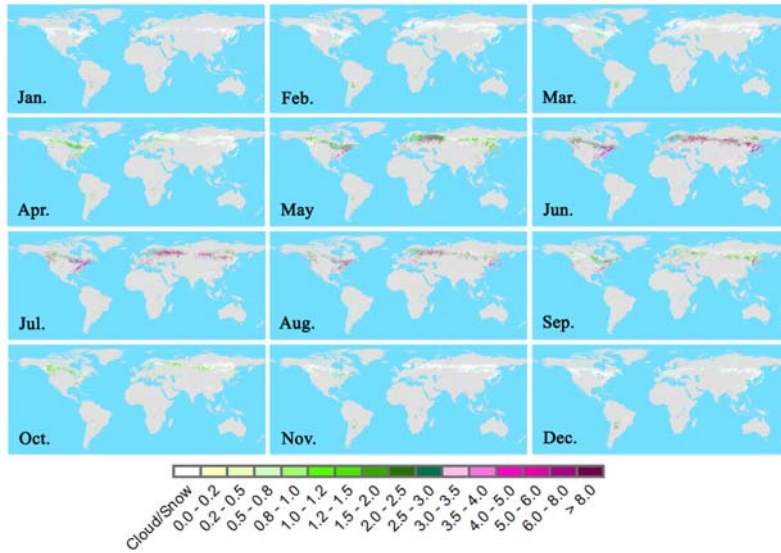 Jan.
Feb.
Mar.
Apr.
May
Jun.
Jul.
Aug.
Sep.
Oct.
Nov.
Dec.
Cloud/Snow
0.0 - 0.2
0.2 - 0.5
0.5 - 0.8
0.8 - 1.0
1.0 - 1.2
1.2 - 1.5
1.5 - 2.0
2.0 - 2.5
2.5 - 3.0
3.0 - 3.5
3.5 - 4.0
4.0 - 5.0
5.0 - 6.0
6.0 - 8.0
> 8.0